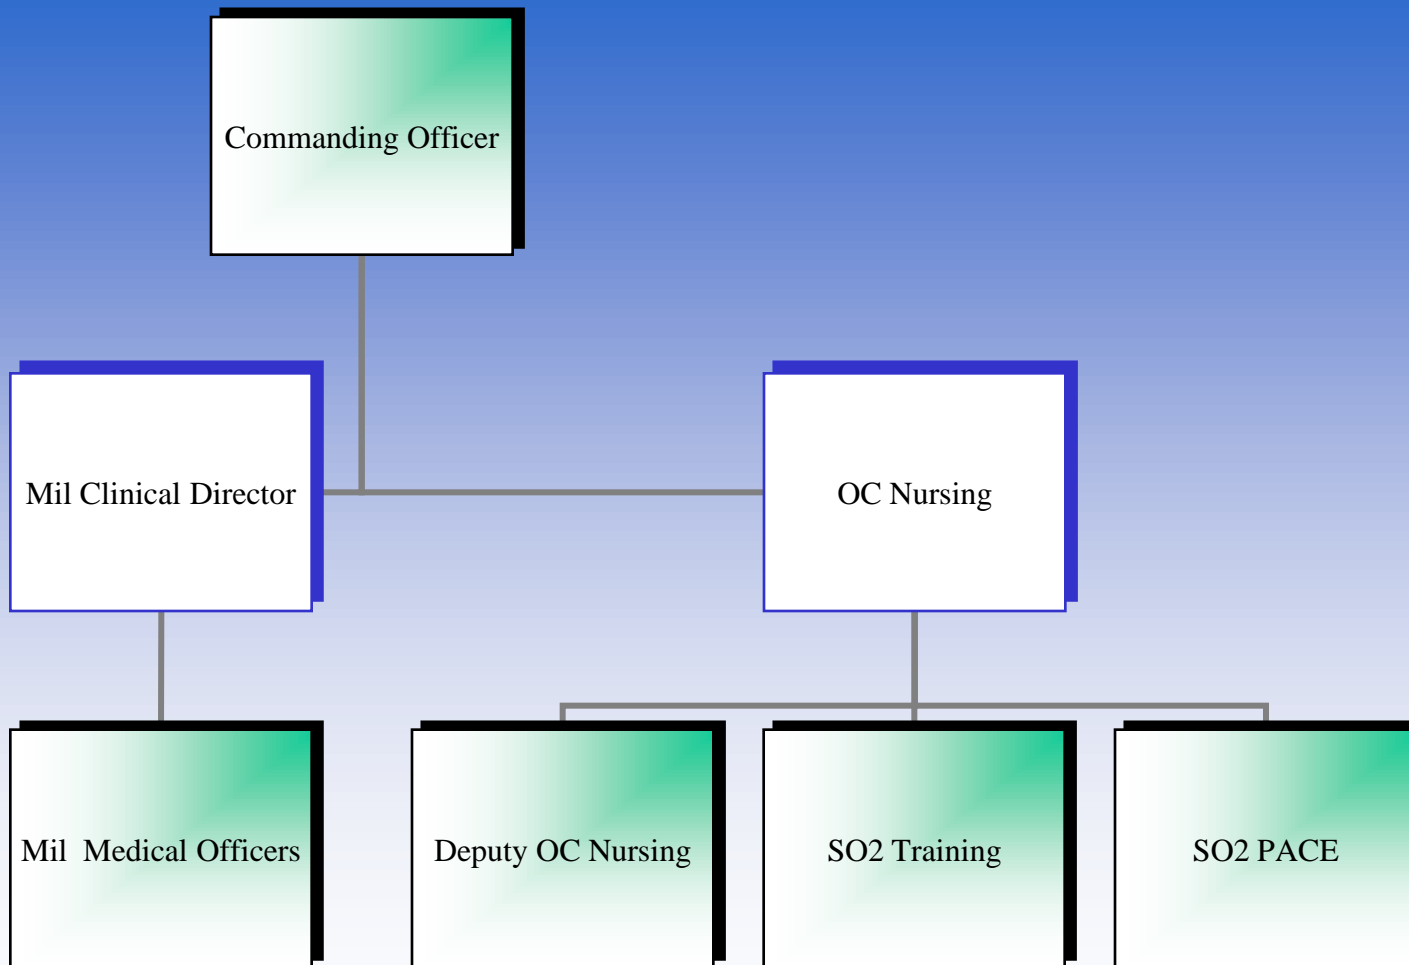 Commanding Officer
Mil Clinical Director
OC Nursing
Mil  Medical Officers
Deputy OC Nursing
SO2 Training
SO2 PACE